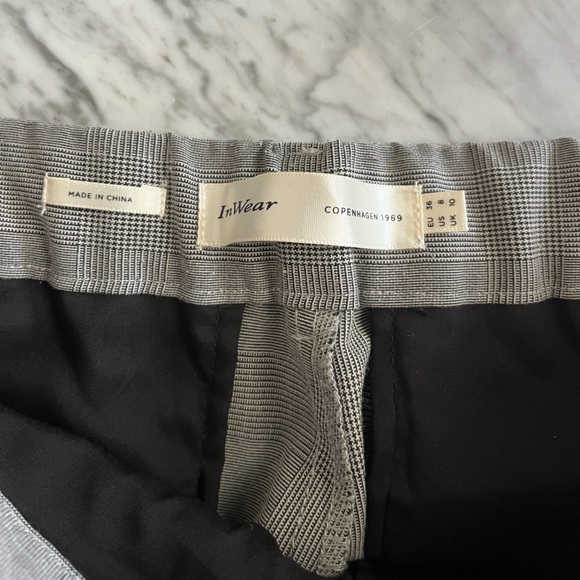 MADE IN CHINA
InWear
COPENHAGEN 1969
EU 36
US 8
UK 10